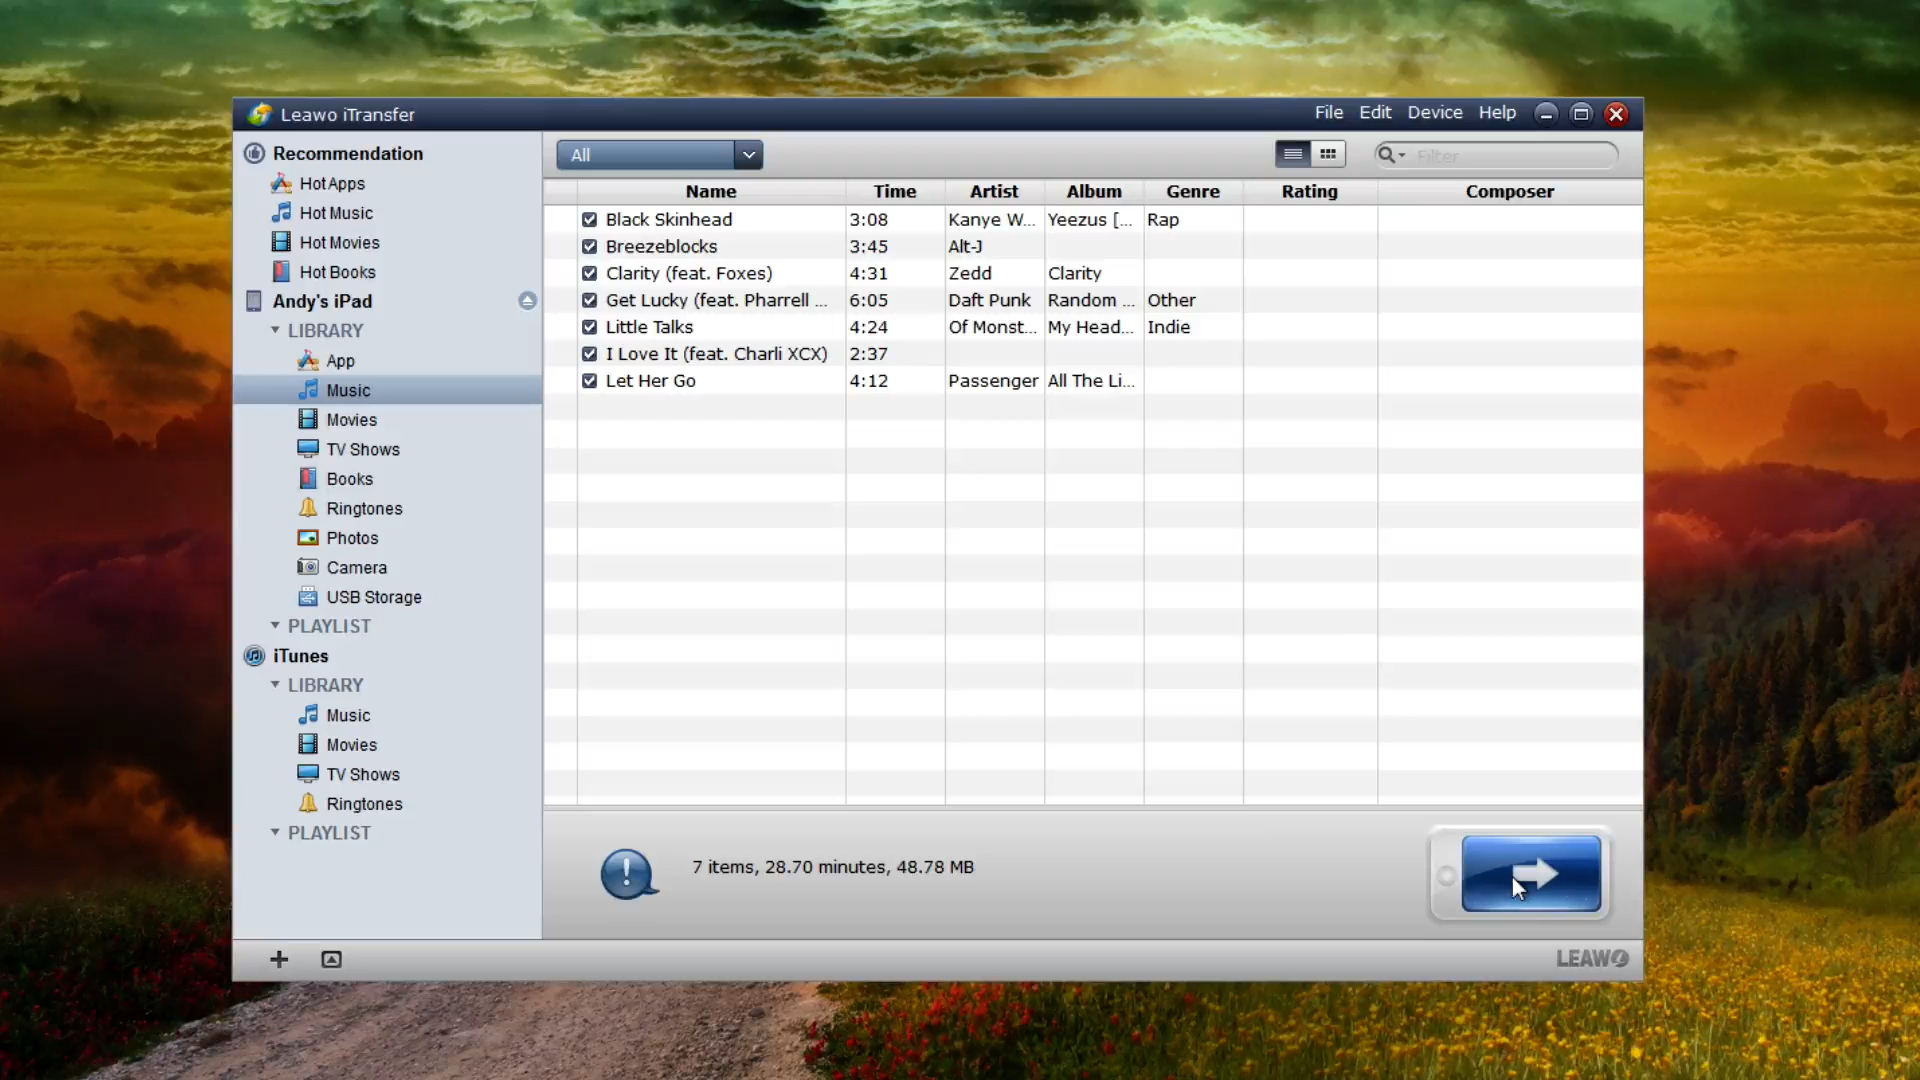 Leawo iTransfer
File Edit Device Help
Recommendation
Hot Apps
Hot Music
Hot Movies
Hot Books
Andy's iPad
LIBRARY
App
Music
Movies
TV Shows
Books
Ringtones
Photos
Camera
USB Storage
PLAYLIST
iTunes
LIBRARY
Music
Movies
TV Shows
Ringtones
PLAYLIST
All
Filter
Name Time Artist Album Genre Rating Composer
Black Skinhead 3:08 Kanye W... Yeezus [... Rap
Breezeblocks 3:45 Alt-J
Clarity (feat. Foxes) 4:31 Zedd Clarity
Get Lucky (feat. Pharrell ... 6:05 Daft Punk Random ... Other
Little Talks 4:24 Of Monst... My Head... Indie
I Love It (feat. Charli XCX) 2:37
Let Her Go 4:12 Passenger All The Li...
7 items, 28.70 minutes, 48.78 MB
LEAWO